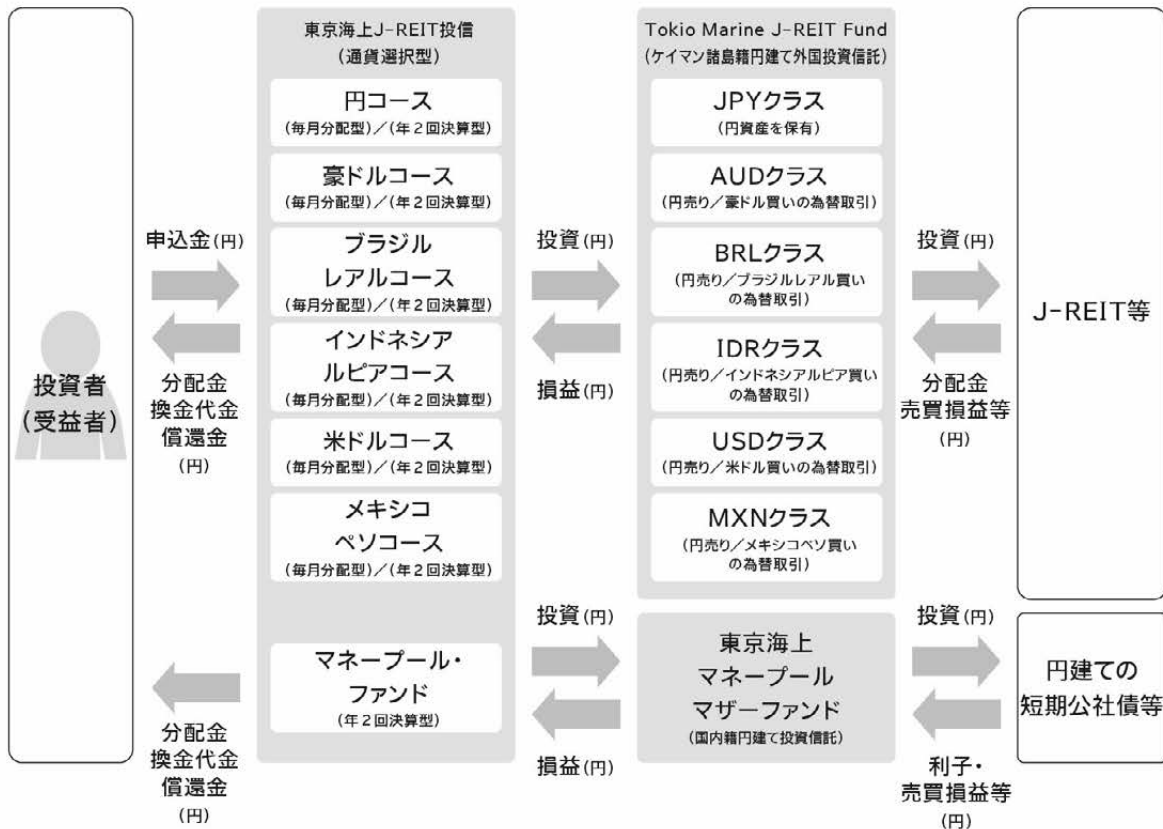 投資者
(受益者)
申込金(円)
分配金
換金代金
償還金
(円)
分配金
換金代金
償還金
(円)
東京海上J-REIT投信
(通貨選択型)
円コース
(毎月分配型)/(年2回決算型)
豪ドルコース
(毎月分配型)/(年2回決算型)
ブラジル
レアルコース
(毎月分配型)/(年2回決算型)
インドネシア
ルピアコース
(毎月分配型)/(年2回決算型)
米ドルコース
(毎月分配型)/(年2回決算型)
メキシコ
ペソコース
(毎月分配型)/(年2回決算型)
マネープール・
ファンド
(年2回決算型)
投資(円)
損益(円)
投資(円)
損益(円)
Tokio Marine J-REIT Fund
(ケイマン諸島籍円建て外国投資信託)
JPYクラス
(円資産を保有)
AUDクラス
(円売り/豪ドル買いの為替取引)
BRLクラス
(円売り/ブラジルレアル買い
の為替取引)
IDRクラス
(円売り/インドネシアルピア買い
の為替取引)
USDクラス
(円売り/米ドル買いの為替取引)
MXNクラス
(円売り/メキシコペソ買い
の為替取引)
東京海上
マネープール
マザーファンド
(国内籍円建て投資信託)
投資(円)
分配金
売買損益等
(円)
投資(円)
利子・
売買損益等
(円)
J-REIT等
円建ての
短期公社債等